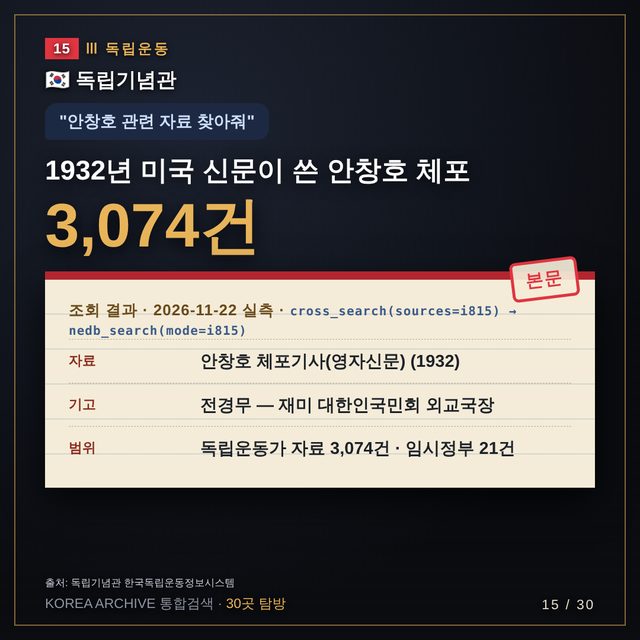 15 III 독립운동
🇰🇷 독립기념관
"안창호 관련 자료 찾아줘"
1932년 미국 신문이 쓴 안창호 체포
3,074건
본문
조회 결과 · 2026-11-22 실측 · cross_search(sources=i815) →
nedb_search(mode=i815)
자료 안창호 체포기사(영자신문) (1932)
기고 전경무 — 재미 대한인국민회 외교국장
범위 독립운동가 자료 3,074건 · 임시정부 21건
출처: 독립기념관 한국독립운동정보시스템
KOREA ARCHIVE 통합검색 · 30곳 탐방
15 / 30